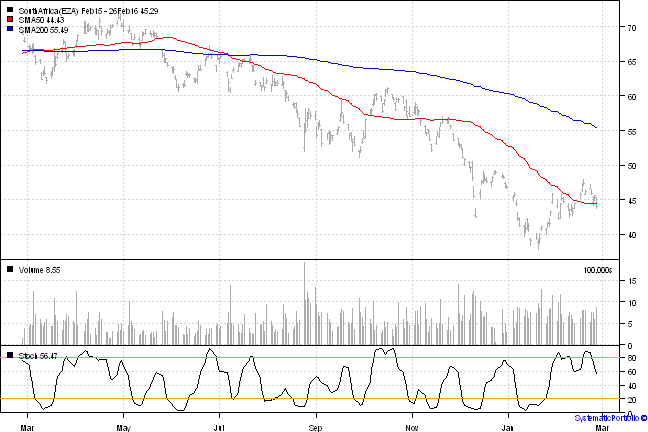 SouthAfrica(EZA) Feb15 - 26Feb16 45.29
SMA50 44.43
SMA200 55.49
70
65
60
55
50
45
40
Volume 8.55
100,000s
15
10
5
0
Stoch 56.47
80
60
40
20
0
Mar May Jul Sep Nov Jan Mar
SystematicPortfolio ©